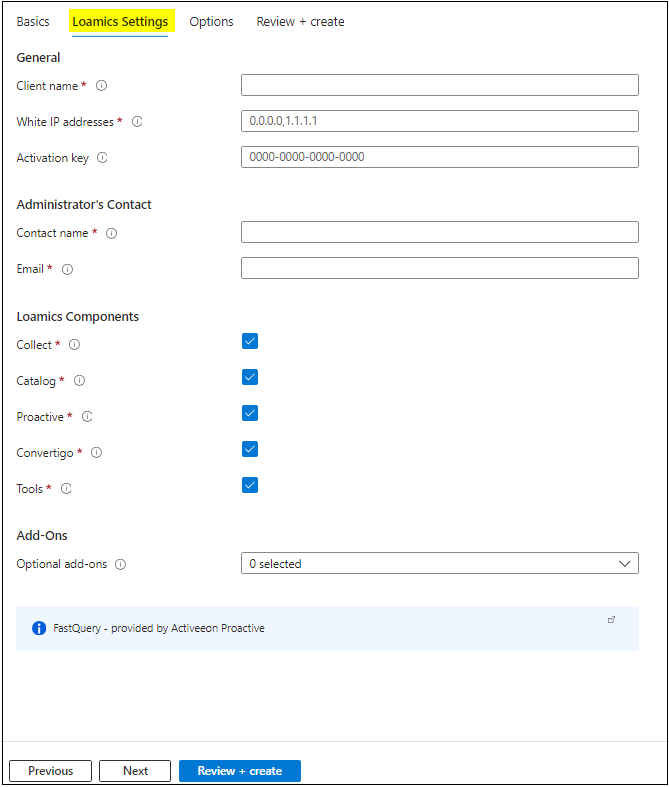 Basics Loamics Settings Options Review + create
General
Client name *
White IP addresses * 0.0.0.0,1.1.1.1
Activation key 0000-0000-0000-0000
Administrator's Contact
Contact name *
Email *
Loamics Components
Collect *
Catalog *
Proactive *
Convertigo *
Tools *
Add-Ons
Optional add-ons 0 selected
FastQuery - provided by Activeeon Proactive
Previous Next Review + create